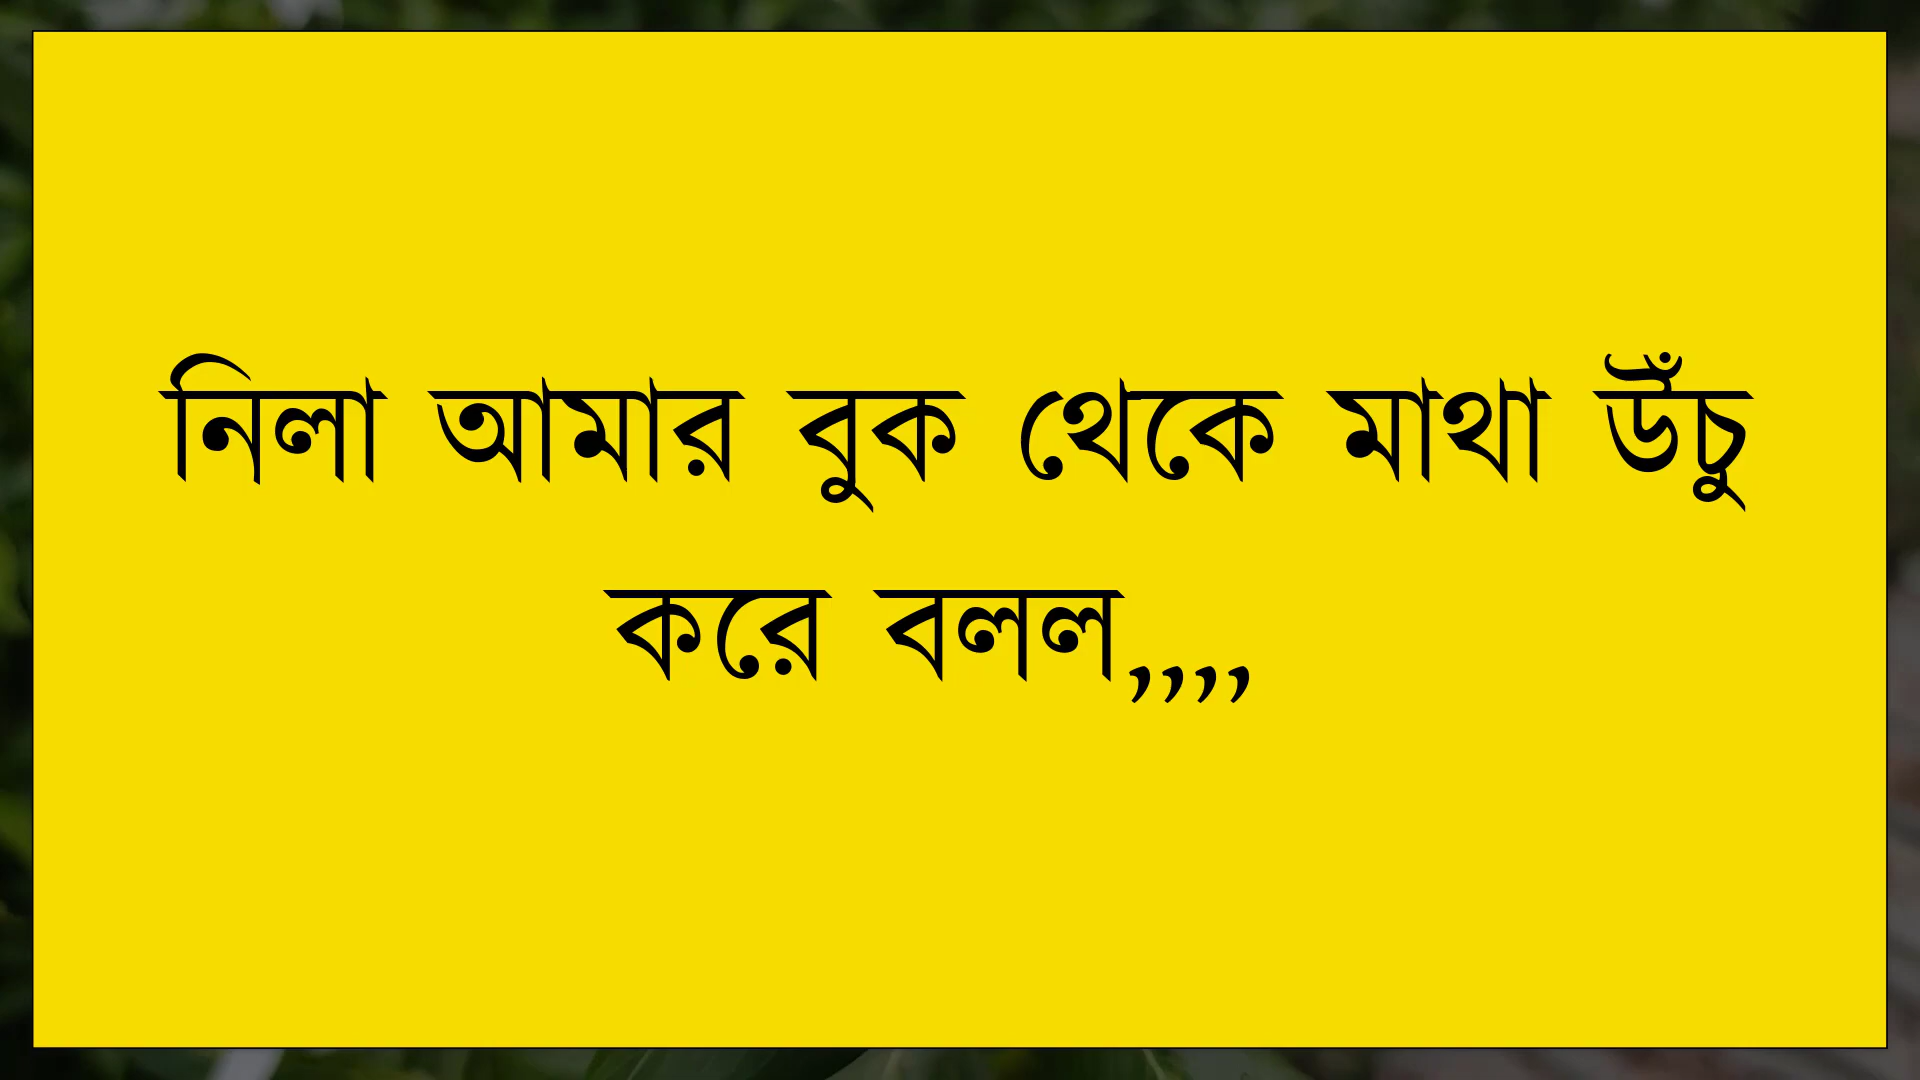 নিলা আমার বুক থেকে মাথা উঁচু
করে বলল,,,,